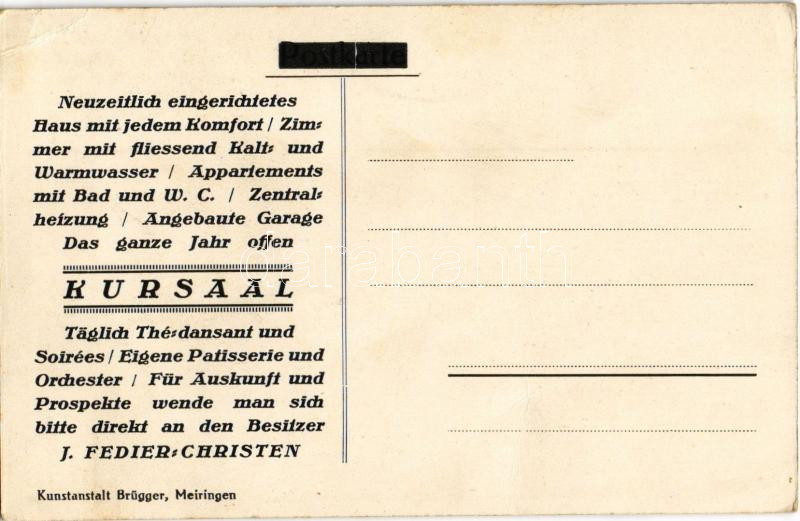 Postkarte
Neuzeitlich eingerichtetes
Haus mit jedem Komfort / Zim=
mer mit fliessend Kalt= und
Warmwasser / Appartements
mit Bad und W. C. / Zentral=
heizung / Angebaute Garage
Das ganze Jahr offen
KURSAAL
Täglich Thé=dansant und
Soirées / Eigene Patisserie und
Orchester / Für Auskunft und
Prospekte wende man sich
bitte direkt an den Besitzer
J. FEDIER=CHRISTEN
Kunstanstalt Brügger, Meiringen
darabanth